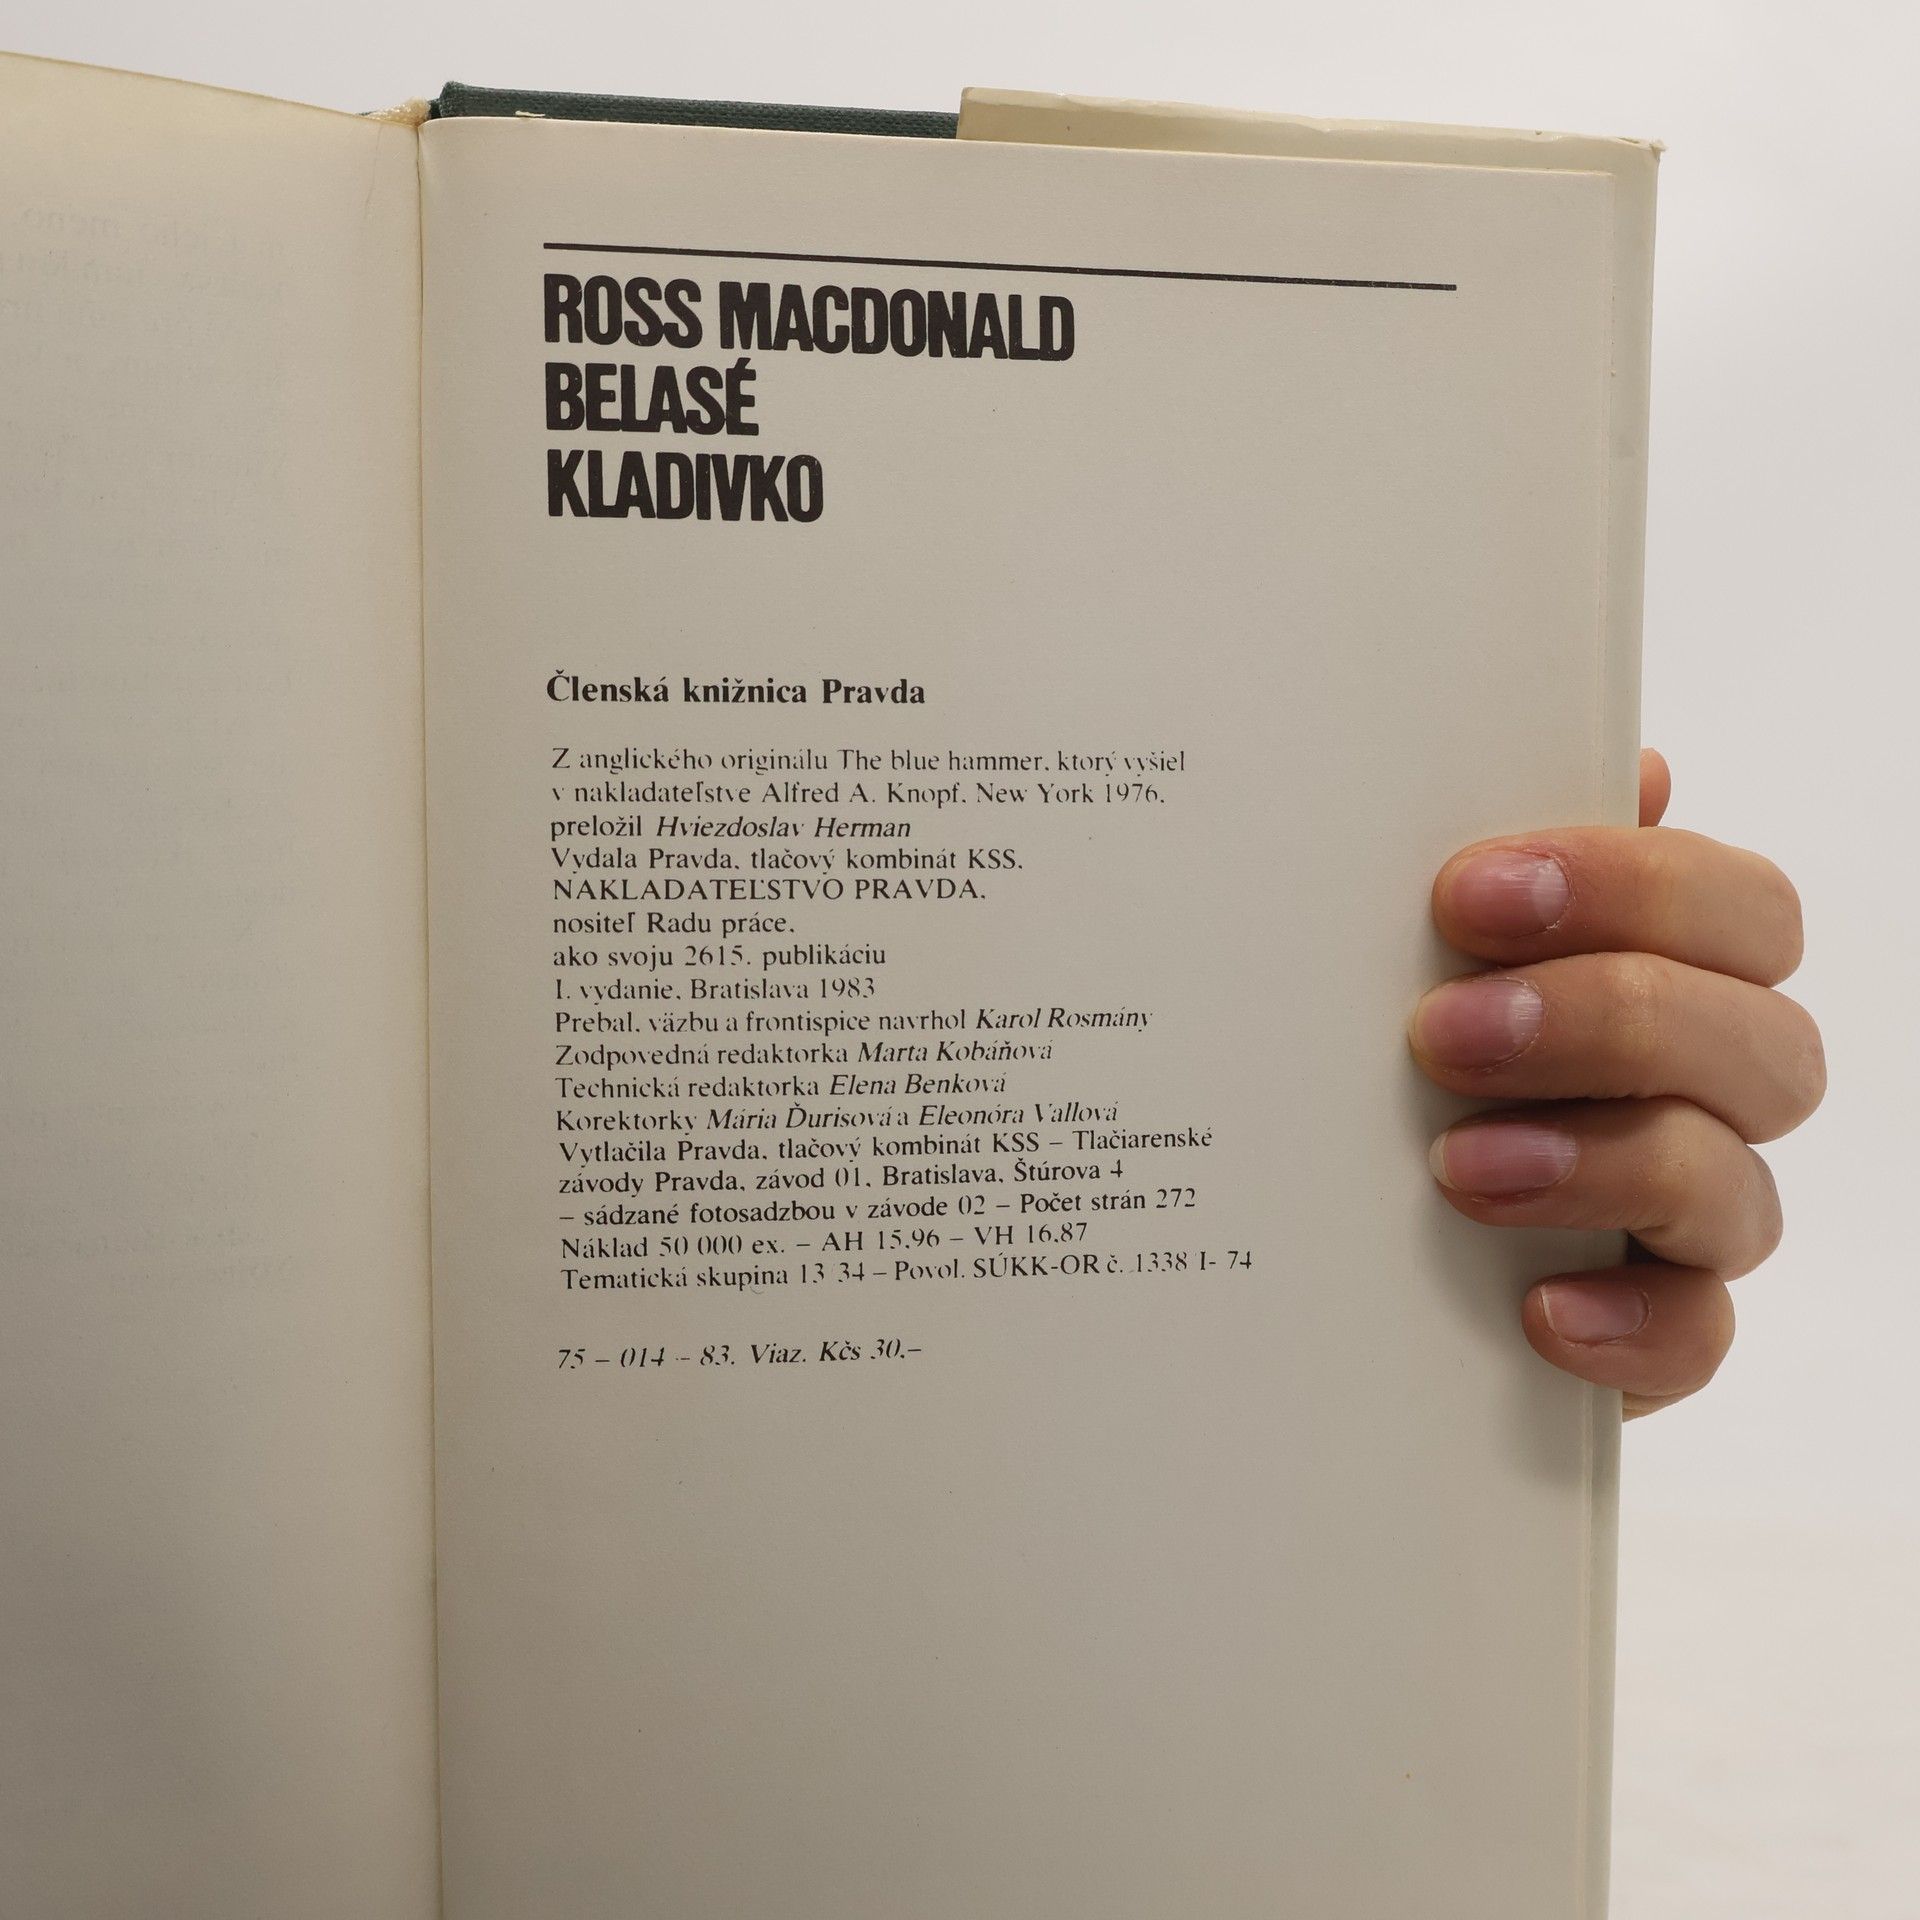 ROSS MACDONALD
BELASÉ
KLADIVKO
Členská knižnica Pravda
Z anglického originálu The blue hammer, ktorý vyšiel
v nakladateľstve Alfred A. Knopf, New York 1976,
preložil Hviezdoslav Herman
Vydala Pravda, tlačový kombinát KSS,
NAKLADATEĽSTVO PRAVDA,
nositeľ Radu práce,
ako svoju 2615. publikáciu
I. vydanie, Bratislava 1983
Prebal, väzbu a frontispice navrhol Karol Rosmány
Zodpovedná redaktorka Marta Kobáňová
Technická redaktorka Elena Benková
Korektorky Mária Ďurisová a Eleonóra Vallová
Vytlačila Pravda, tlačový kombinát KSS – Tlačiarenské
závody Pravda, závod 01, Bratislava, Štúrova 4
– sádzané fotosadzbou v závode 02 – Počet strán 272
Náklad 50 000 ex. – AH 15,96 – VH 16,87
Tematická skupina 13/34 – Povol. SÚKK-OR č. 1338/I- 74
75 – 014 – 83. Viaz. Kčs 30,–